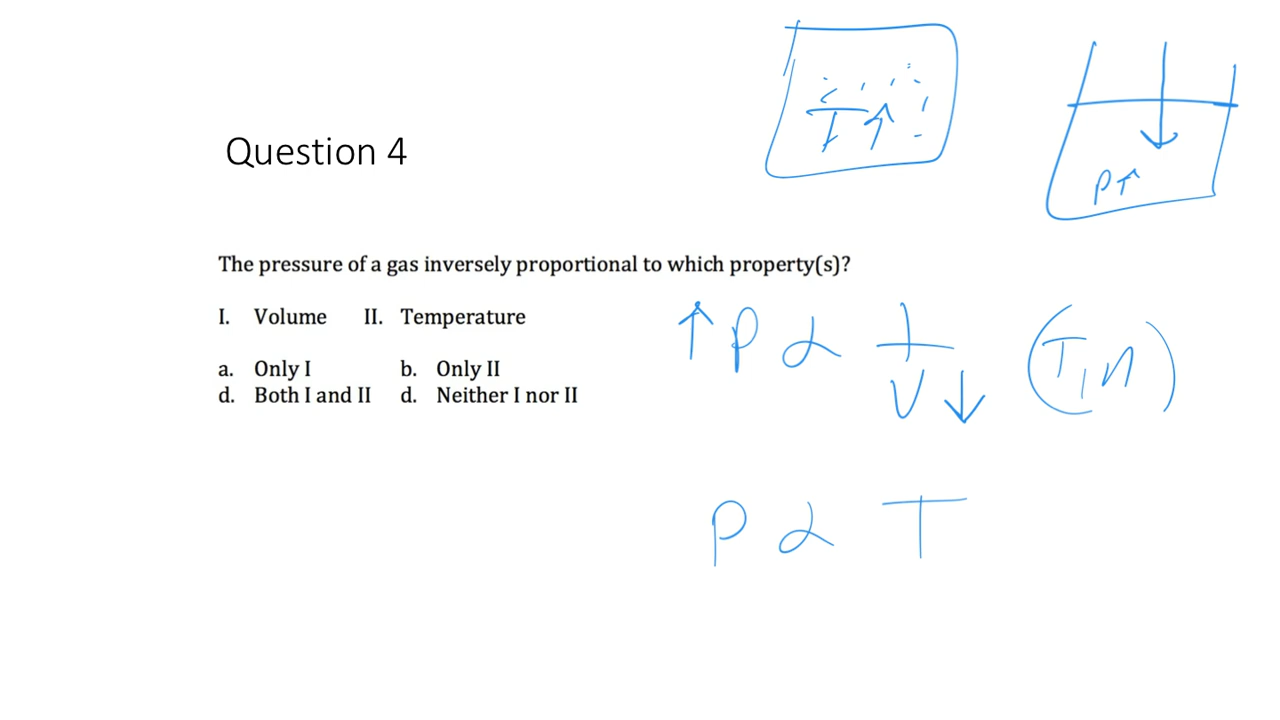 Question 4
T ↑
P↑
The pressure of a gas inversely proportional to which property(s)?
I. Volume II. Temperature
a. Only I b. Only II
d. Both I and II d. Neither I nor II
↑ P α 1/V ↓ (T, n)
P α T